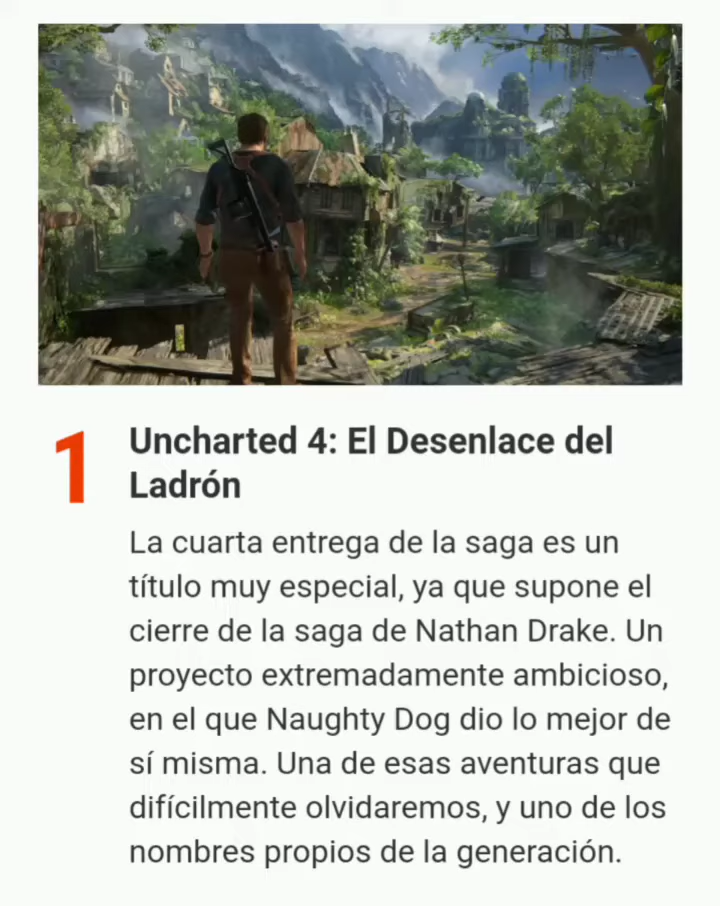 1
Uncharted 4: El Desenlace del
Ladrón
La cuarta entrega de la saga es un
título muy especial, ya que supone el
cierre de la saga de Nathan Drake. Un
proyecto extremadamente ambicioso,
en el que Naughty Dog dio lo mejor de
sí misma. Una de esas aventuras que
difícilmente olvidaremos, y uno de los
nombres propios de la generación.